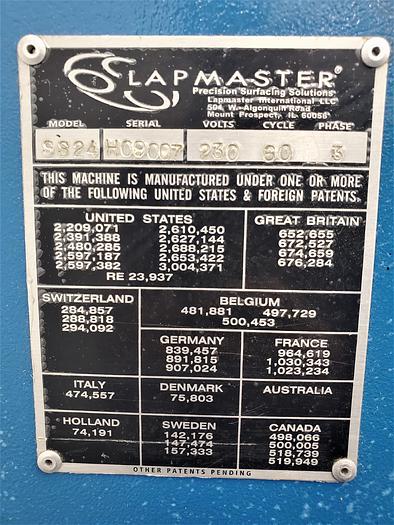 LAPMASTER®
Precision Surfacing Solutions
Lapmaster International LLC
501 W. Algonquin Road
Mount Prospect, IL 60056
MODEL SERIAL VOLTS CYCLE PHASE
SS24 H09007 230 60 3
THIS MACHINE IS MANUFACTURED UNDER ONE OR MORE
OF THE FOLLOWING UNITED STATES & FOREIGN PATENTS.
UNITED STATES
2,209,071 2,610,450
2,391,388 2,627,144
2,480,285 2,688,215
2,597,187 2,653,422
2,597,382 3,004,371
RE 23,937
GREAT BRITAIN
652,655
672,527
674,659
676,284
SWITZERLAND
284,857
288,818
294,092
BELGIUM
481,881 497,729
500,453
GERMANY
839,457
891,815
907,024
FRANCE
964,619
1,030,343
1,023,234
ITALY
474,557
DENMARK
75,803
AUSTRALIA
HOLLAND
74,191
SWEDEN
142,176
147,474
157,333
CANADA
498,066
500,005
518,739
519,949
OTHER PATENTS PENDING